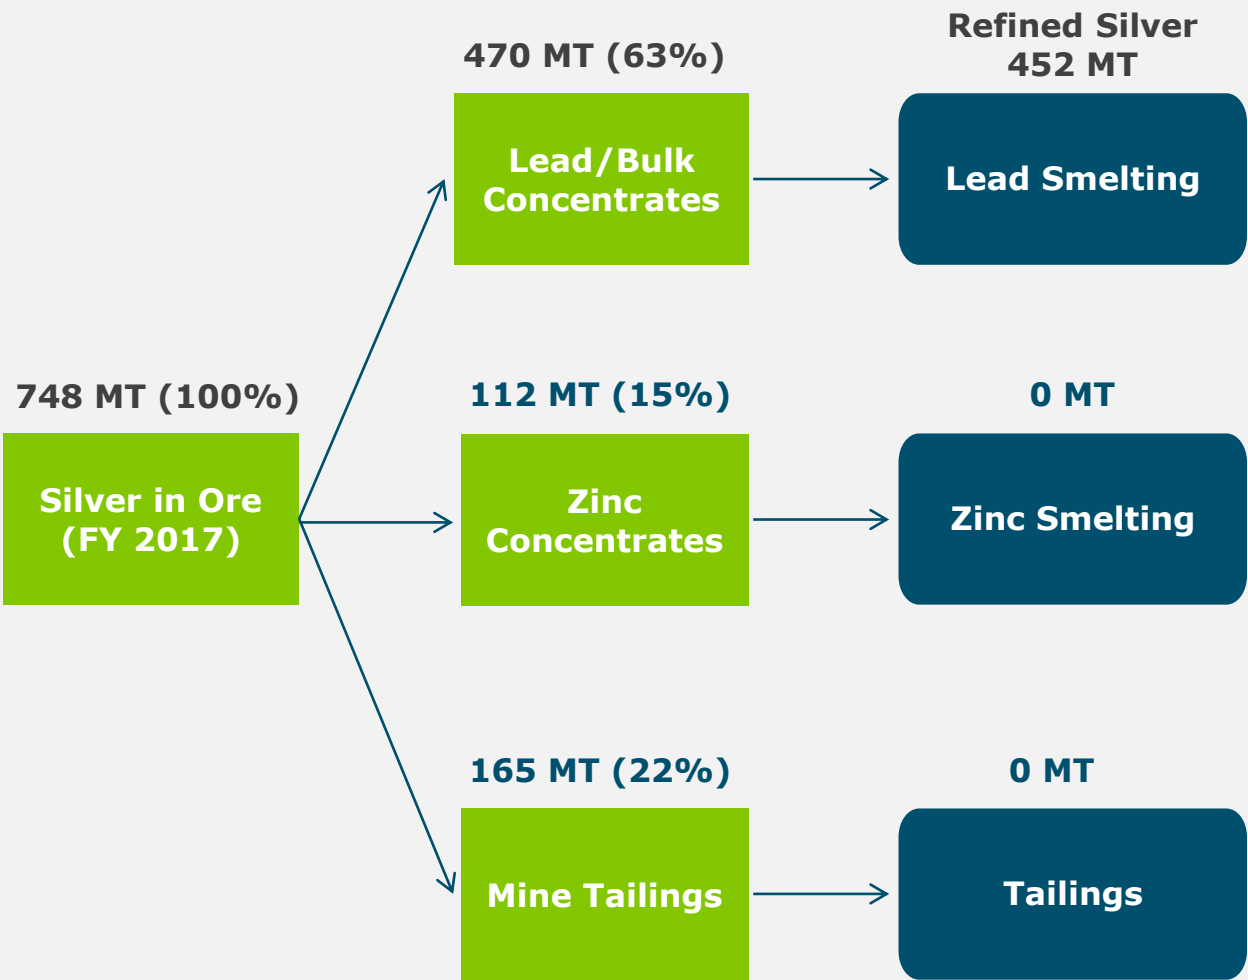 Refined Silver
452 MT
470 MT (63%)
Lead/Bulk
Concentrates
Lead Smelting
748 MT (100%)
112 MT (15%)
0 MT
Silver in Ore
(FY 2017)
Zinc
Concentrates
Zinc Smelting
165 MT (22%)
0 MT
Mine Tailings
Tailings